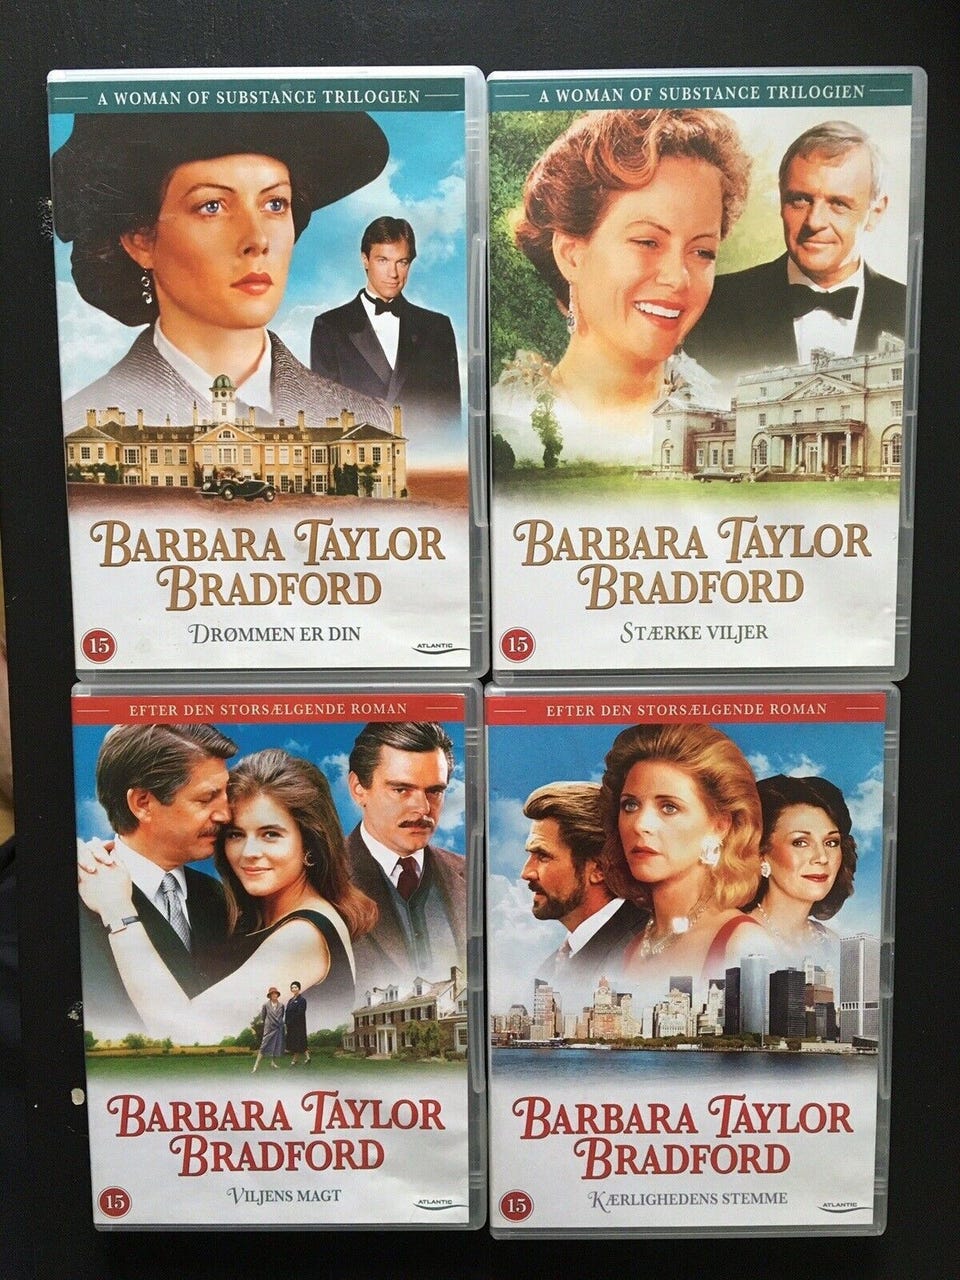 A WOMAN OF SUBSTANCE TRILOGIEN
BARBARA TAYLOR
BRADFORD
DRØMMEN ER DIN
15
ATLANTIC
A WOMAN OF SUBSTANCE TRILOGIEN
BARBARA TAYLOR
BRADFORD
STÆRKE VILJER
15
EFTER DEN STORSÆLGENDE ROMAN
BARBARA TAYLOR
BRADFORD
VILJENS MAGT
15
ATLANTIC
EFTER DEN STORSÆLGENDE ROMAN
BARBARA TAYLOR
BRADFORD
KÆRLIGHEDENS STEMME
15
ATLANTIC